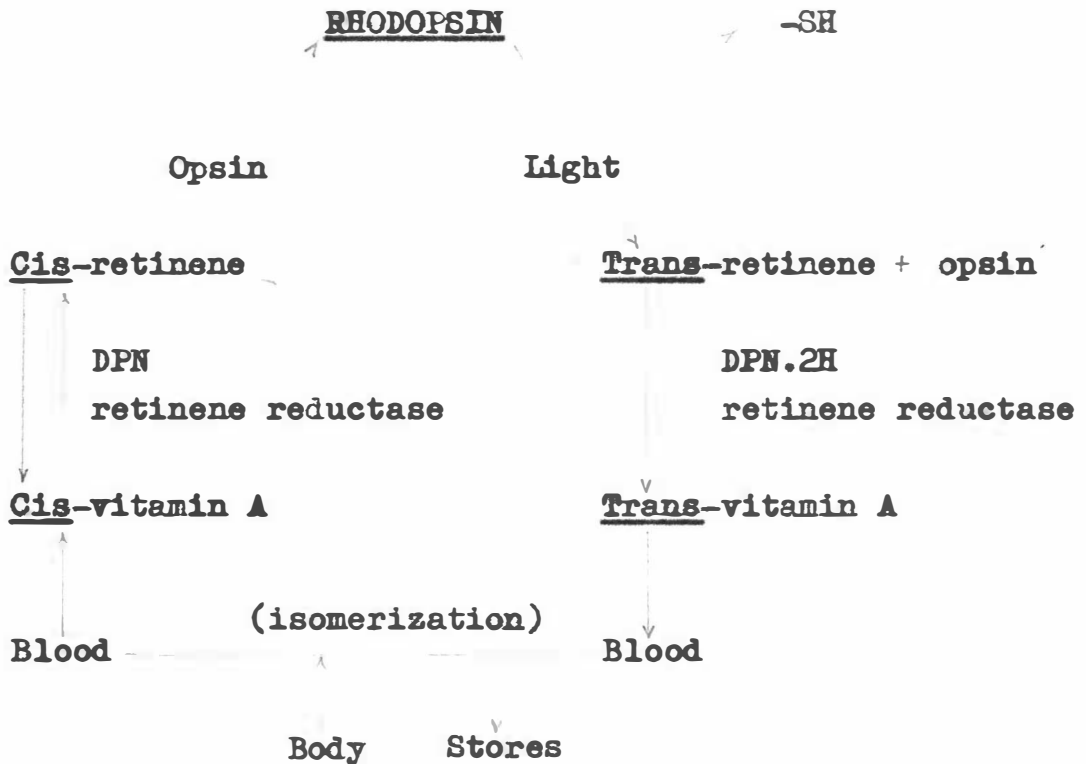 RHODOPSIN -SH
Opsin Light
Cis-retinene Trans-retinene + opsin
DPN DPN.2H
retinene reductase retinene reductase
Cis-vitamin A Trans-vitamin A
(isomerization)
Blood Blood
Body Stores